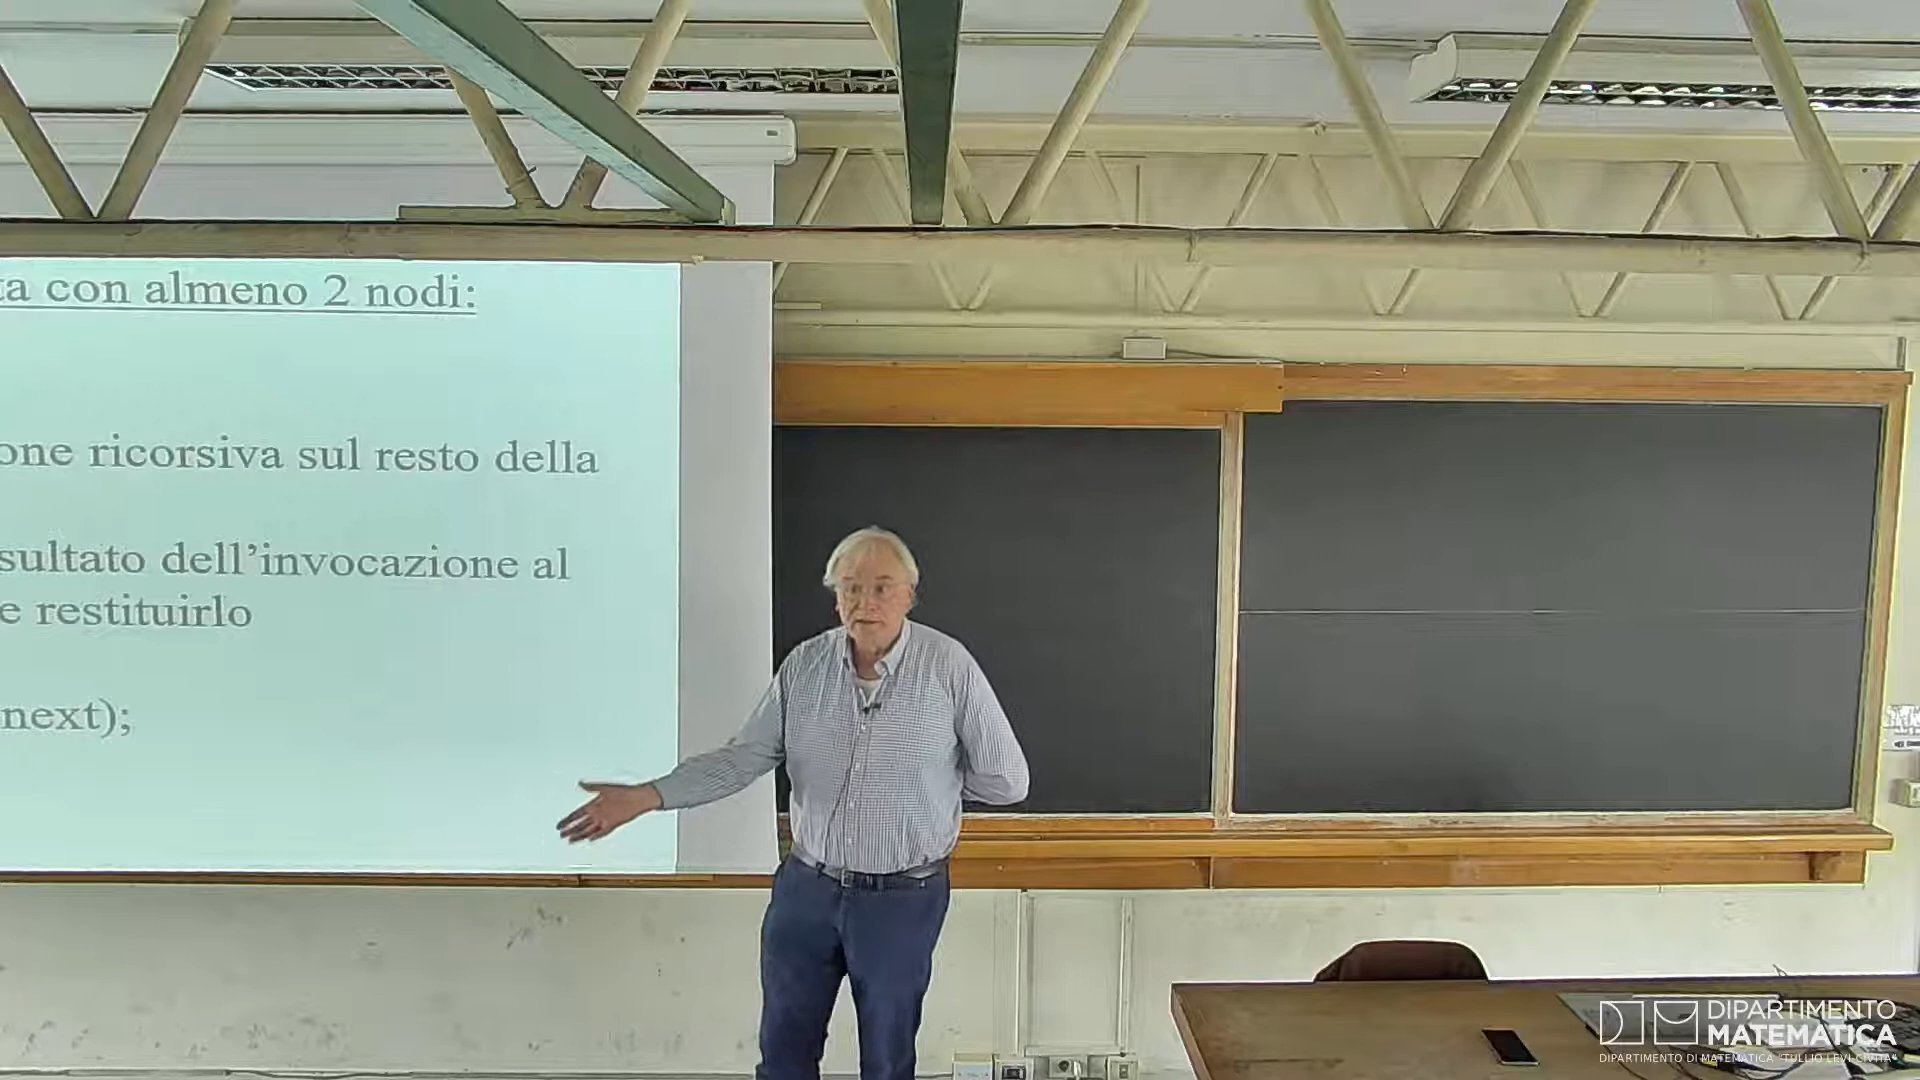 ta con almeno 2 nodi:
one ricorsiva sul resto della
sultato dell'invocazione al
e restituirlo
next);
DIPARTIMENTO
MATEMATICA
DIPARTIMENTO DI MATEMATICA "TULLIO LEVI-CIVITA"